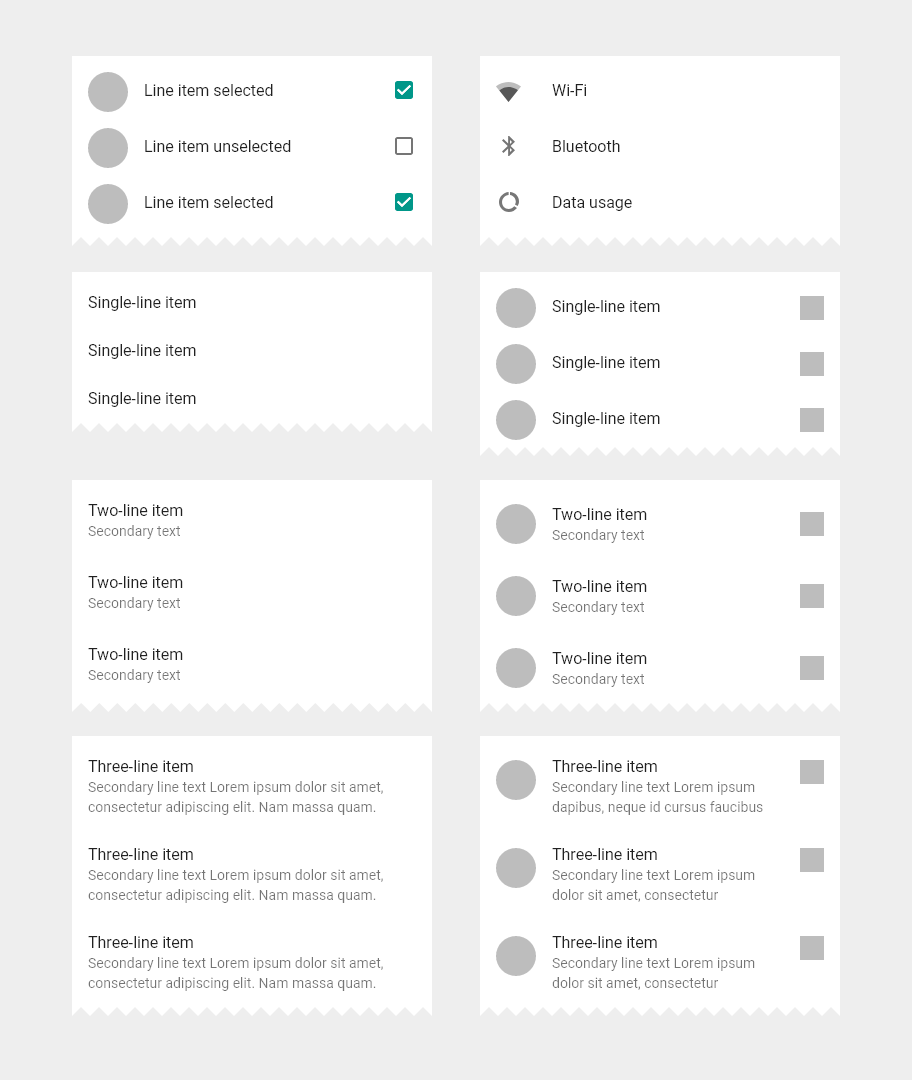 Line item selected
Line item unselected
Line item selected
Wi-Fi
Bluetooth
Data usage
Single-line item
Single-line item
Single-line item
Single-line item
Single-line item
Single-line item
Two-line item
Secondary text
Two-line item
Secondary text
Two-line item
Secondary text
Two-line item
Secondary text
Two-line item
Secondary text
Two-line item
Secondary text
Three-line item
Secondary line text Lorem ipsum dolor sit amet,
consectetur adipiscing elit. Nam massa quam.
Three-line item
Secondary line text Lorem ipsum dolor sit amet,
consectetur adipiscing elit. Nam massa quam.
Three-line item
Secondary line text Lorem ipsum dolor sit amet,
consectetur adipiscing elit. Nam massa quam.
Three-line item
Secondary line text Lorem ipsum
dapibus, neque id cursus faucibus
Three-line item
Secondary line text Lorem ipsum
dolor sit amet, consectetur
Three-line item
Secondary line text Lorem ipsum
dolor sit amet, consectetur